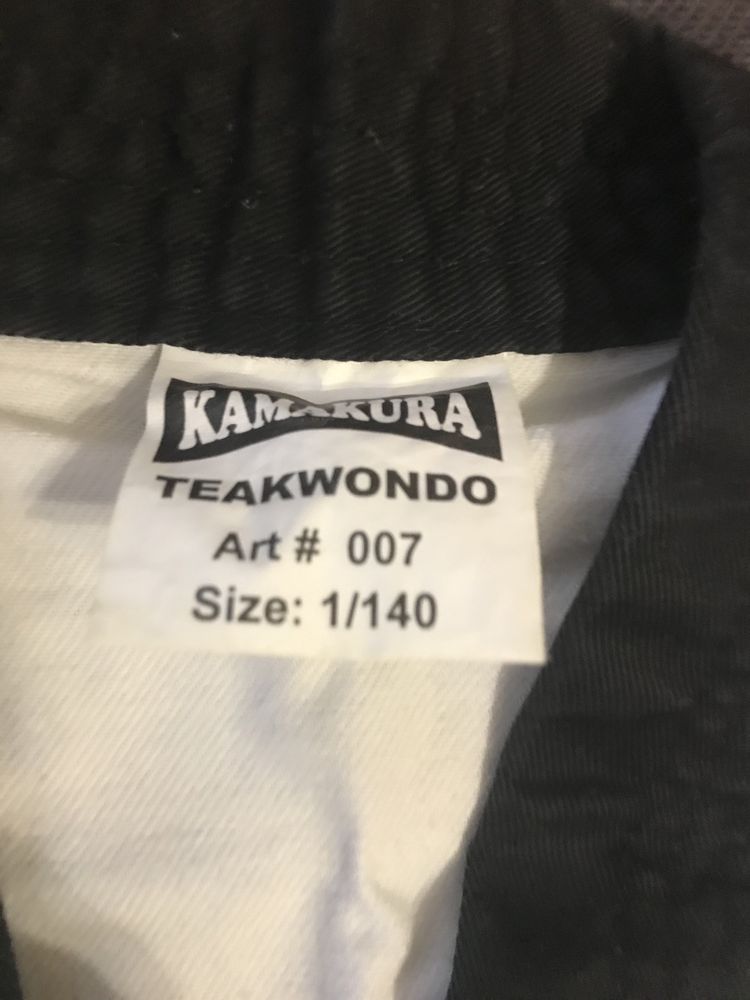 KAMAKURA
TEAKWONDO
Art # 007
Size: 1/140